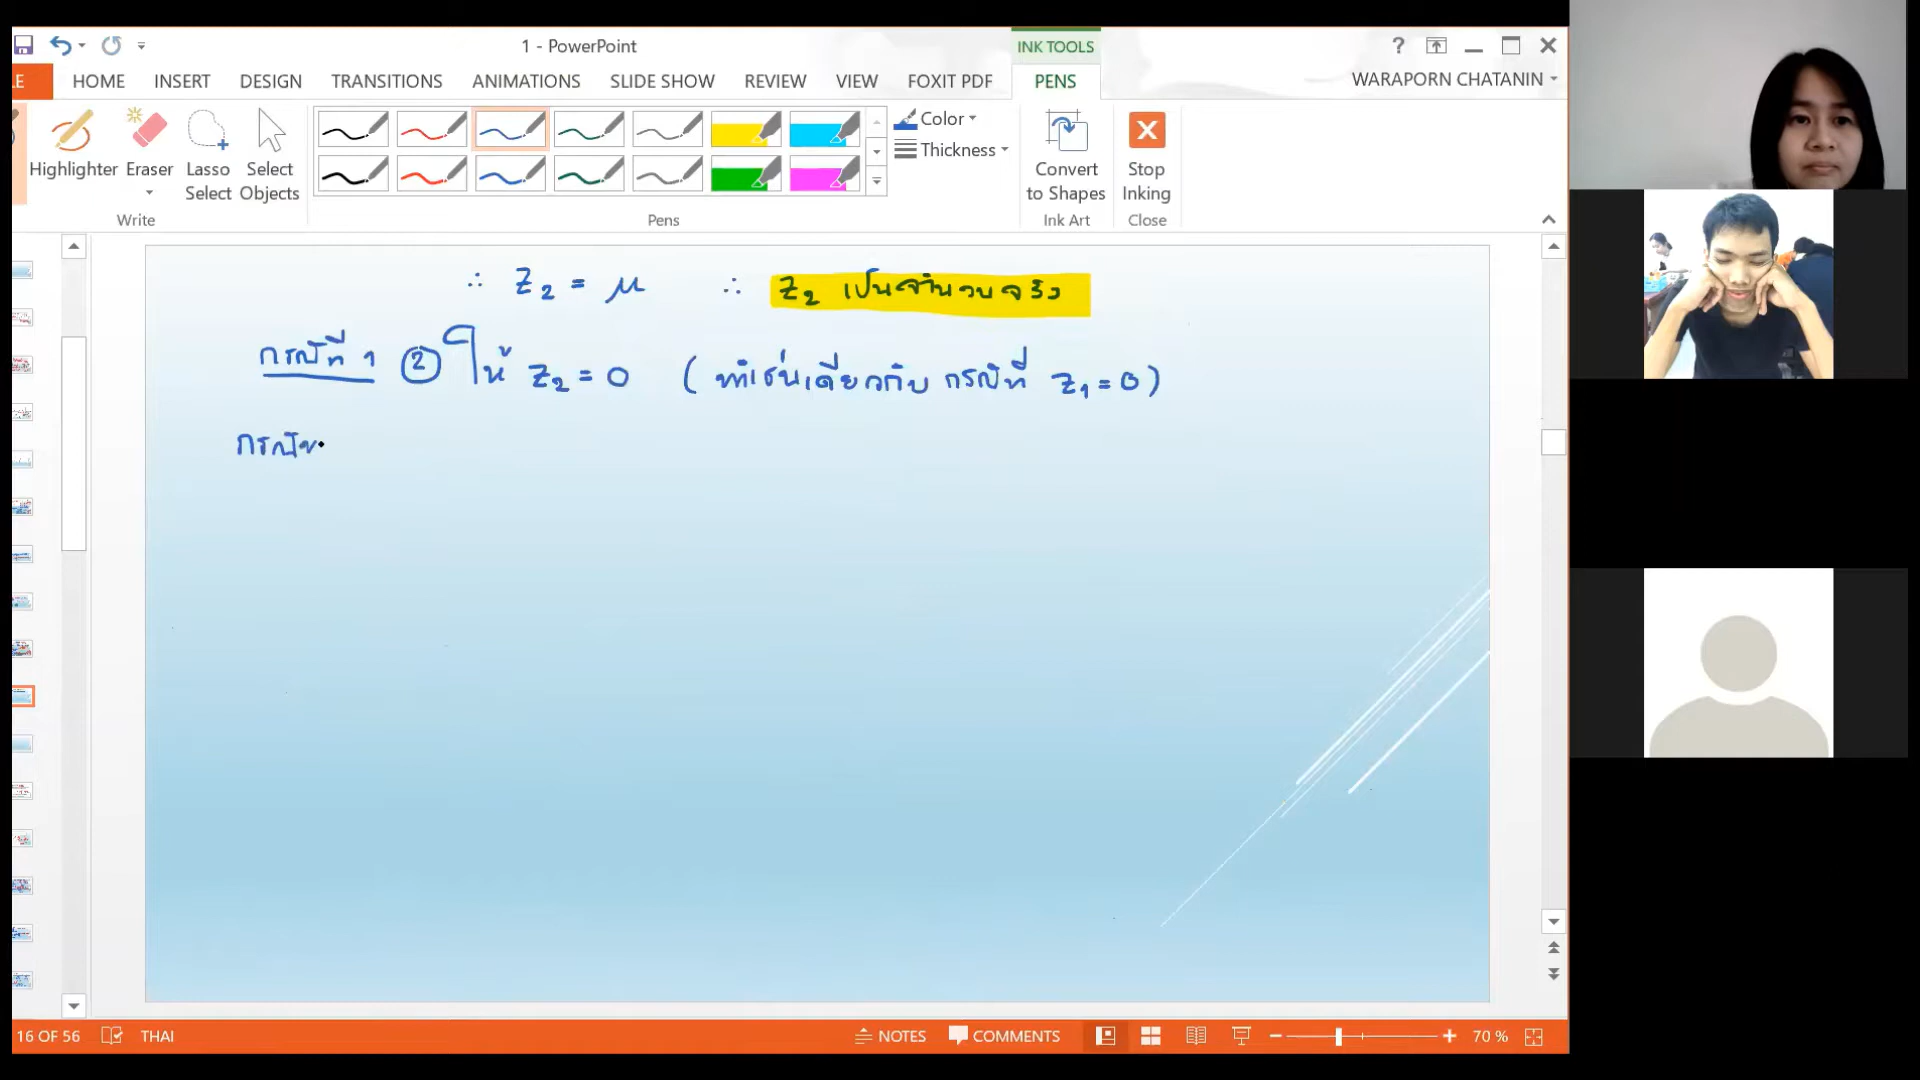 1 - PowerPoint
INK TOOLS
WARAPORN CHATANIN
HOME INSERT DESIGN TRANSITIONS ANIMATIONS SLIDE SHOW REVIEW VIEW FOXIT PDF PENS
Highlighter Eraser Lasso Select Select Objects
Color
Thickness
Convert to Shapes
Stop Inking
Write Pens Ink Art Close
∴ Z₂ = μ ∴ Z₂ เป็นจำนวนจริง
กรณีที่ 1 ② ให้ Z₂ = 0 (ทำเช่นเดียวกับ กรณีที่ Z₁ = 0)
กรณี
16 OF 56 THAI NOTES COMMENTS 70 %